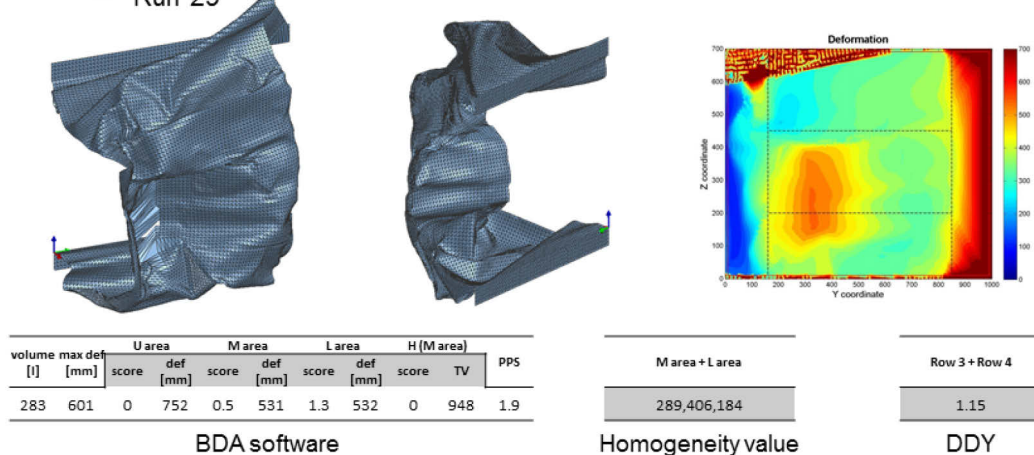 Run 29
Deformation
700
600
500
400
300
200
100
0
Z coordinate
0 100 200 300 400 500 600 700 800 900 1000
Y coordinate
700
600
500
400
300
200
100
0
volume [l] max def [mm] U area M area L area H (M area) PPS
score def [mm] score def [mm] score def [mm] score TV
283 601 0 752 0.5 531 1.3 532 0 948 1.9
BDA software
M area + L area
289,406,184
Homogeneity value
Row 3 + Row 4
1.15
DDY